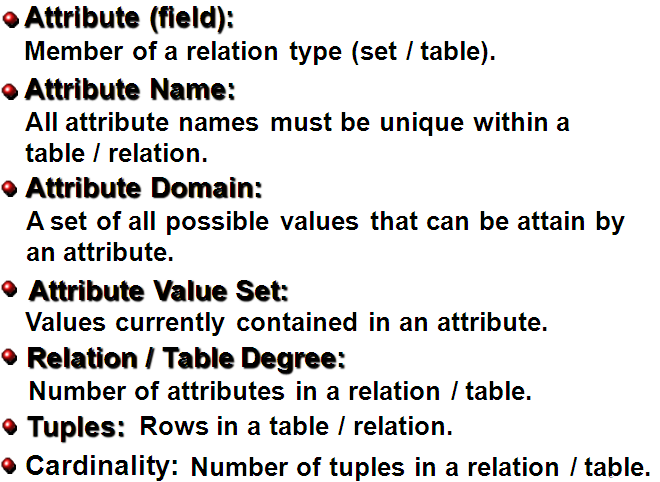 Attribute (field):
Member of a relation type (set / table).
Attribute Name:
All attribute names must be unique within a
table / relation.
Attribute Domain:
A set of all possible values that can be attain by
an attribute.
Attribute Value Set:
Values currently contained in an attribute.
Relation / Table Degree:
Number of attributes in a relation / table.
Tuples: Rows in a table / relation.
Cardinality: Number of tuples in a relation / table.